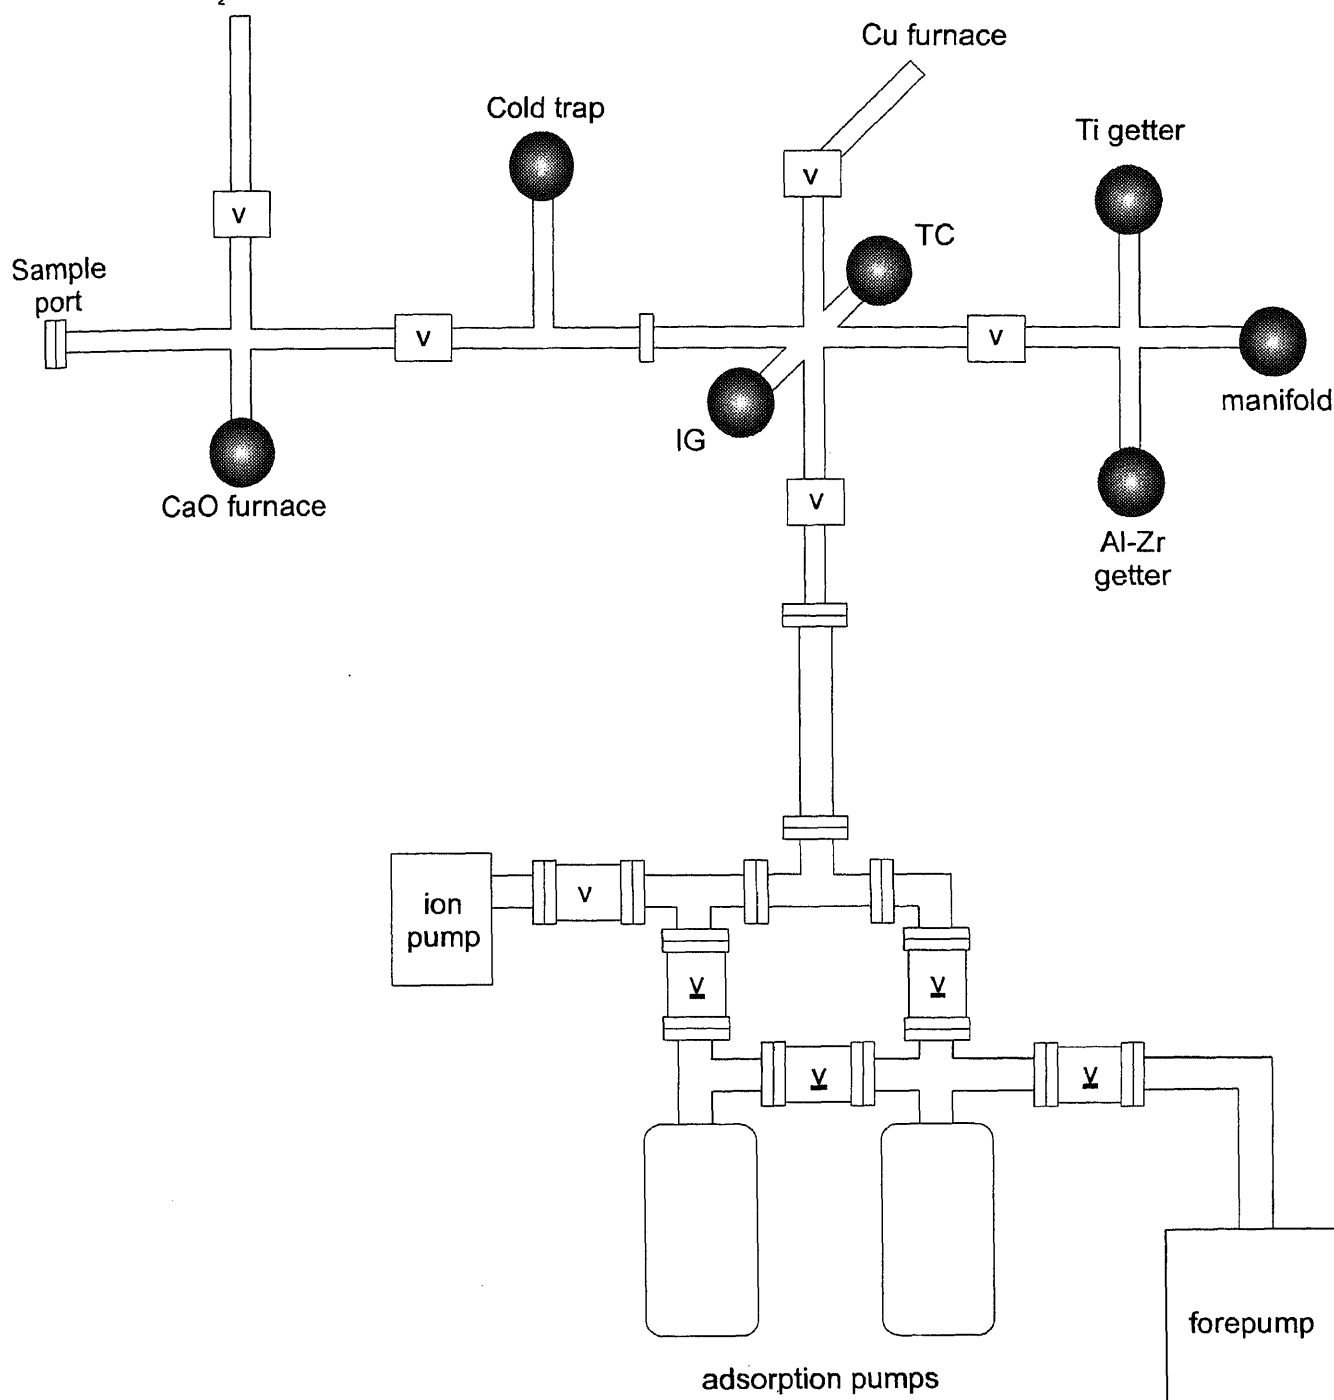 2
Cu furnace
Cold trap
Ti getter
v
v
TC
Sample
port
v
v
manifold
IG
CaO furnace
v
Al-Zr
getter
ion
pump
v
v
v
v
v
forepump
adsorption pumps